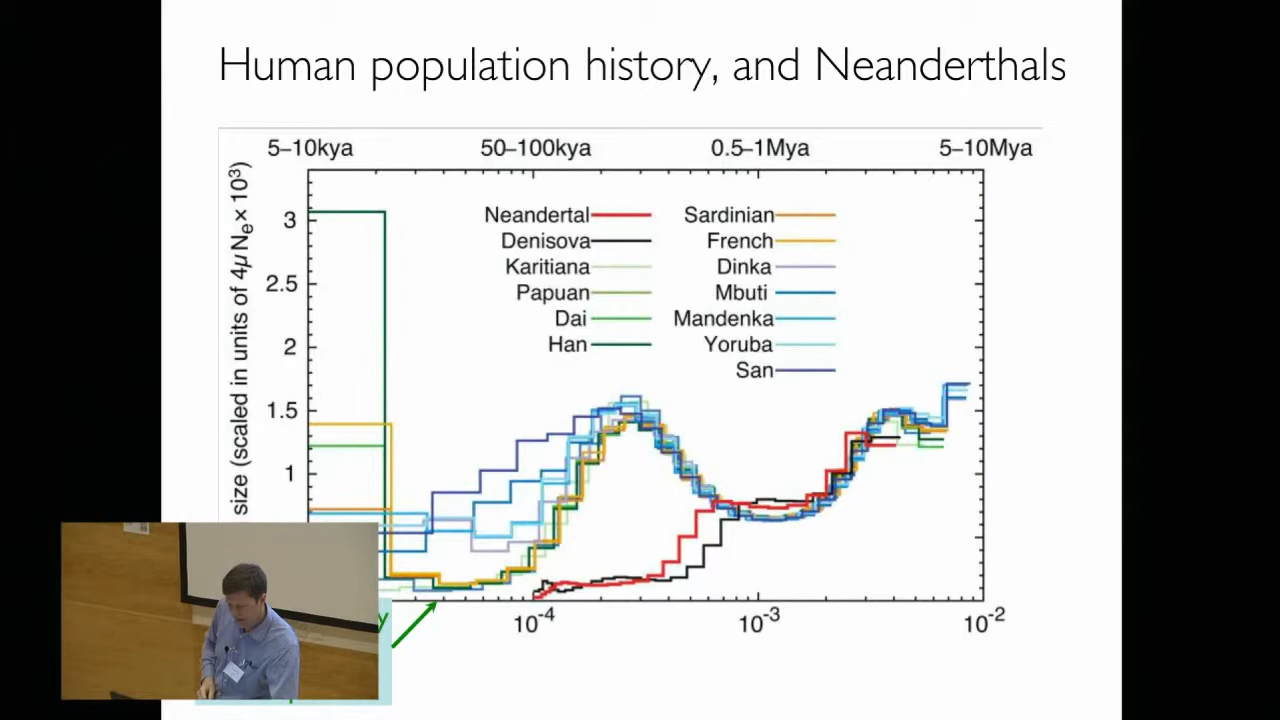 Human population history, and Neanderthals
5–10kya 50–100kya 0.5–1Mya 5–10Mya
size (scaled in units of 4μNe × 10³)
3
2.5
2
1.5
1
Neandertal Sardinian
Denisova French
Karitiana Dinka
Papuan Mbuti
Dai Mandenka
Han Yoruba
San
y
10⁻⁴ 10⁻³ 10⁻²